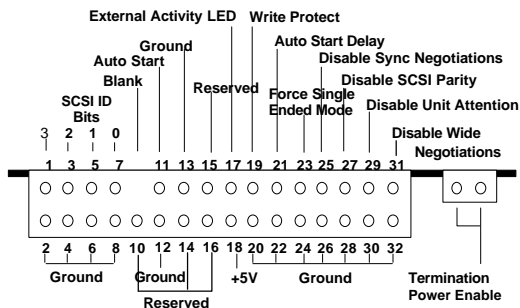 External Activity LED
Write Protect
Ground
Auto Start Delay
Auto Start
Disable Sync Negotiations
Blank
Reserved
Disable SCSI Parity
SCSI ID
Bits
Force Single
Ended Mode
Disable Unit Attention
3 2 1 0
Disable Wide
Negotiations
1 3 5 7 11 13 15 17 19 21 23 25 27 29 31
2 4 6 8 10 12 14 16 18 20 22 24 26 28 30 32
Ground
Ground
+5V
Ground
Reserved
Termination
Power Enable